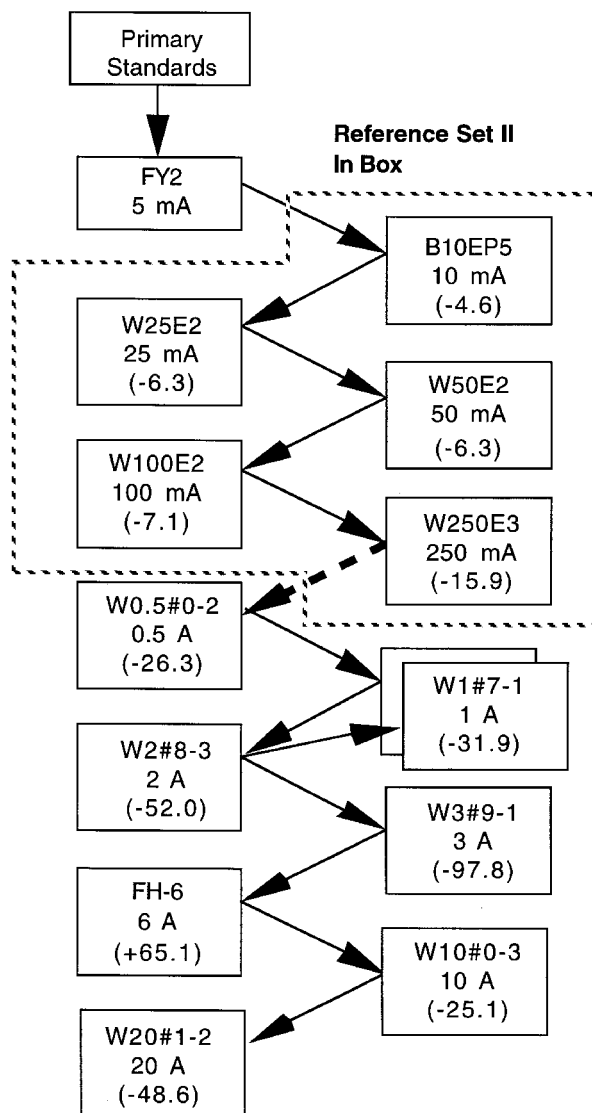 Primary
Standards
Reference Set II
In Box
FY2
5 mA
B10EP5
10 mA
(-4.6)
W25E2
25 mA
(-6.3)
W50E2
50 mA
(-6.3)
W100E2
100 mA
(-7.1)
W250E3
250 mA
(-15.9)
W0.5#0-2
0.5 A
(-26.3)
W1#7-1
1 A
(-31.9)
W2#8-3
2 A
(-52.0)
W3#9-1
3 A
(-97.8)
FH-6
6 A
(+65.1)
W10#0-3
10 A
(-25.1)
W20#1-2
20 A
(-48.6)